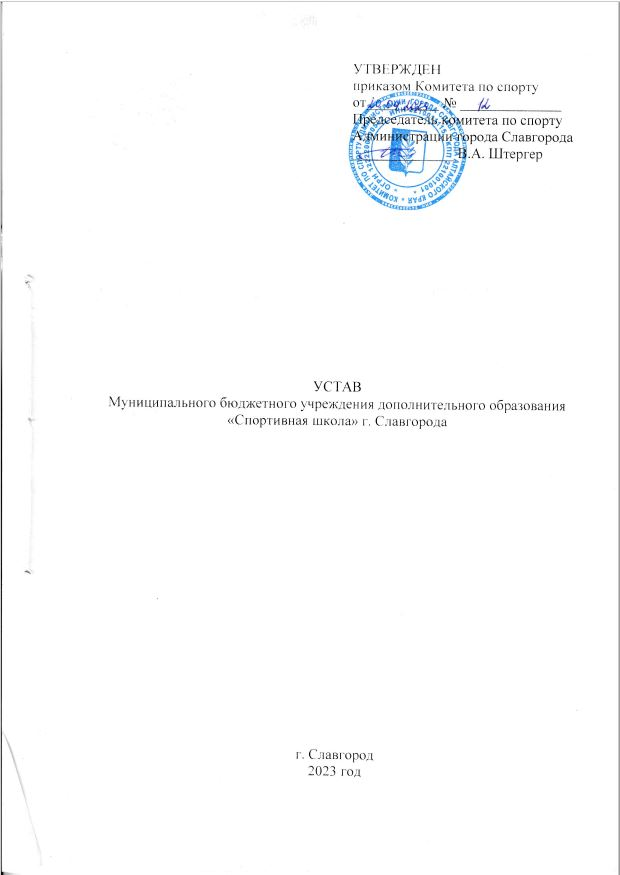 УТВЕРЖДЕН
приказом Комитета по спорту
от № 12
Председатель комитета по спорту
Администрации города Славгорода
В.А. Штергер
УСТАВ
Муниципального бюджетного учреждения дополнительного образования
«Спортивная школа» г. Славгорода
г. Славгород
2023 год